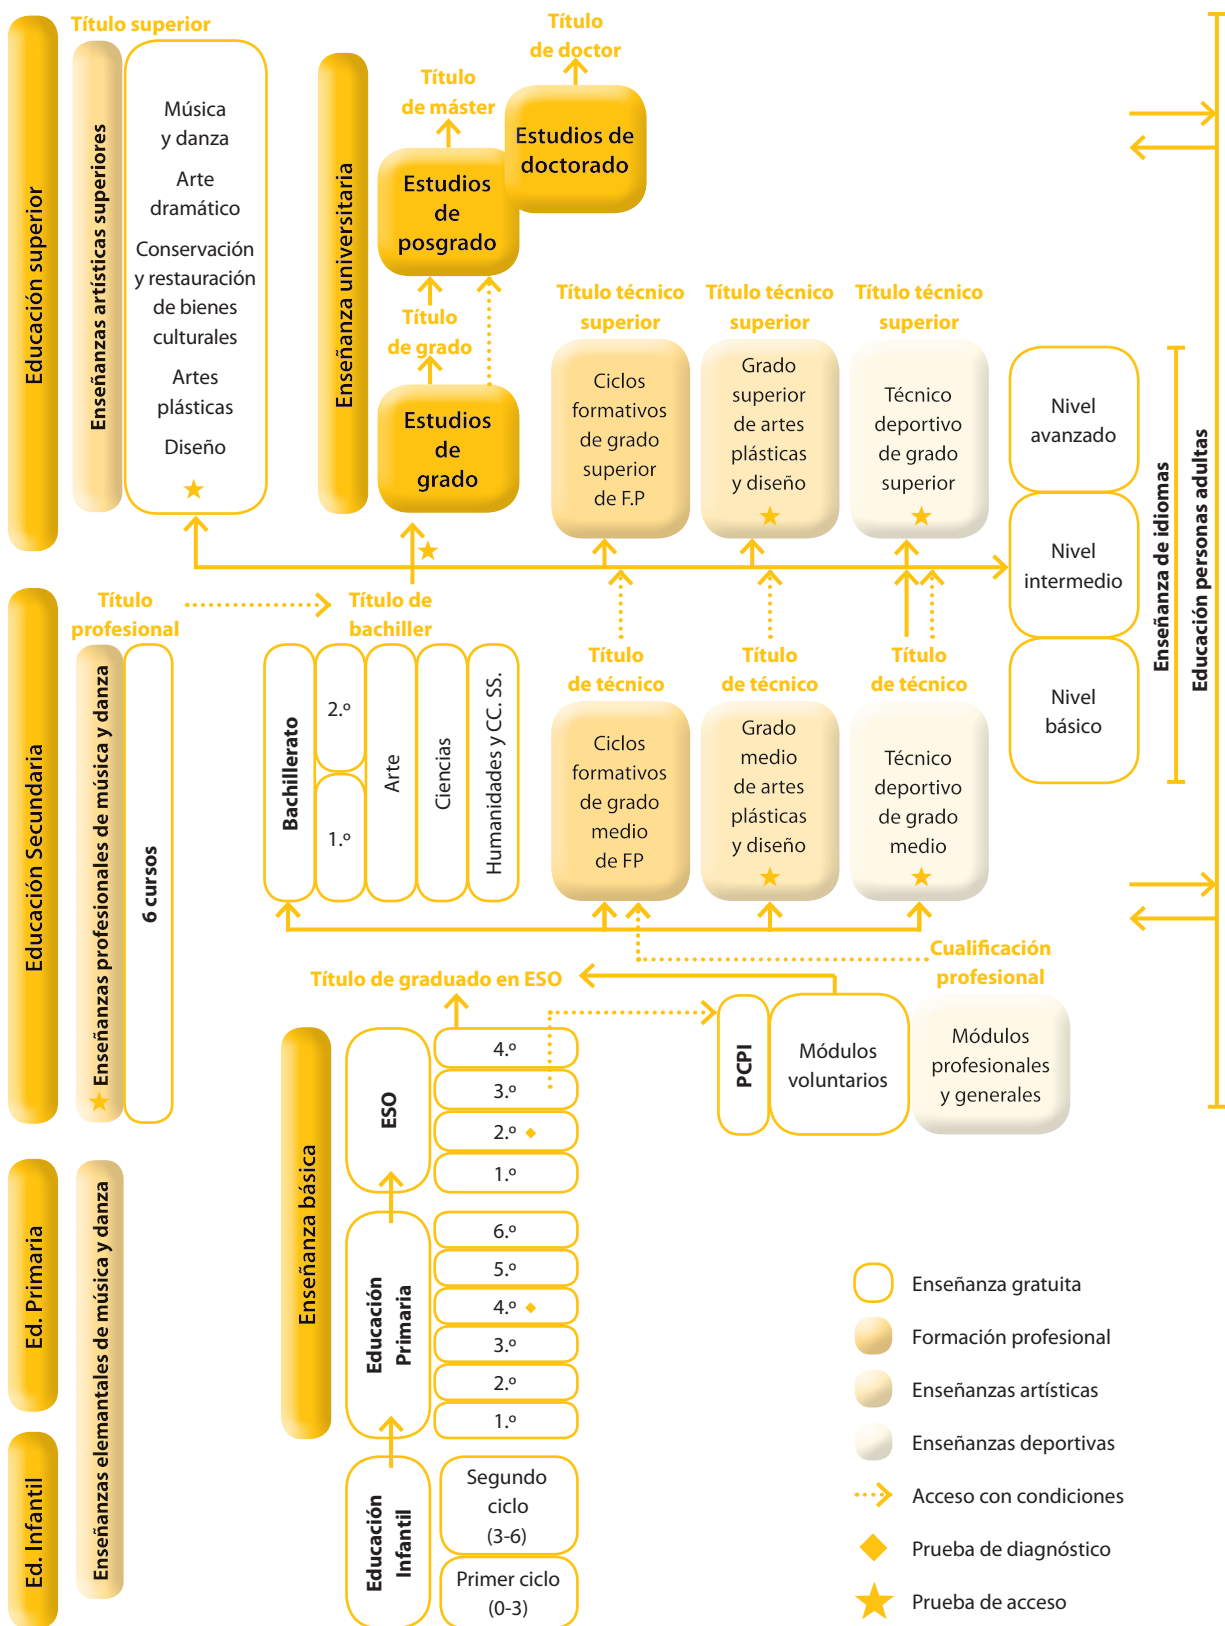 Título superior
Educación superior
Enseñanzas artísticas superiores
Música
y danza
Arte
dramático
Conservación
y restauración
de bienes
culturales
Artes
plásticas
Diseño
Enseñanza universitaria
Título
de doctor
Título
de máster
Estudios de
doctorado
Estudios
de
posgrado
Título
de grado
Estudios
de
grado
Título técnico
superior
Título técnico
superior
Título técnico
superior
Ciclos
formativos
de grado
superior
de F.P
Grado
superior
de artes
plásticas
y diseño
Técnico
deportivo
de grado
superior
Nivel
avanzado
Nivel
intermedio
Nivel
básico
Enseñanza de idiomas
Educación personas adultas
Educación Secundaria
Título
profesional
Enseñanzas profesionales de música y danza
6 cursos
Título de
bachiller
Bachillerato
2.º
1.º
Arte
Ciencias
Humanidades y CC. SS.
Título
de técnico
Título
de técnico
Título
de técnico
Ciclos
formativos
de grado
medio
de FP
Grado
medio
de artes
plásticas
y diseño
Técnico
deportivo
de grado
medio
Cualificación
profesional
Título de graduado en ESO
PCPI
Módulos
voluntarios
Módulos
profesionales
y generales
Enseñanza básica
ESO
4.º
3.º
2.º
1.º
Ed. Primaria
Enseñanzas elemantales de música y danza
Educación
Primaria
6.º
5.º
4.º
3.º
2.º
1.º
Ed. Infantil
Educación
Infantil
Segundo
ciclo
(3-6)
Primer ciclo
(0-3)
Enseñanza gratuita
Formación profesional
Enseñanzas artísticas
Enseñanzas deportivas
Acceso con condiciones
Prueba de diagnóstico
Prueba de acceso